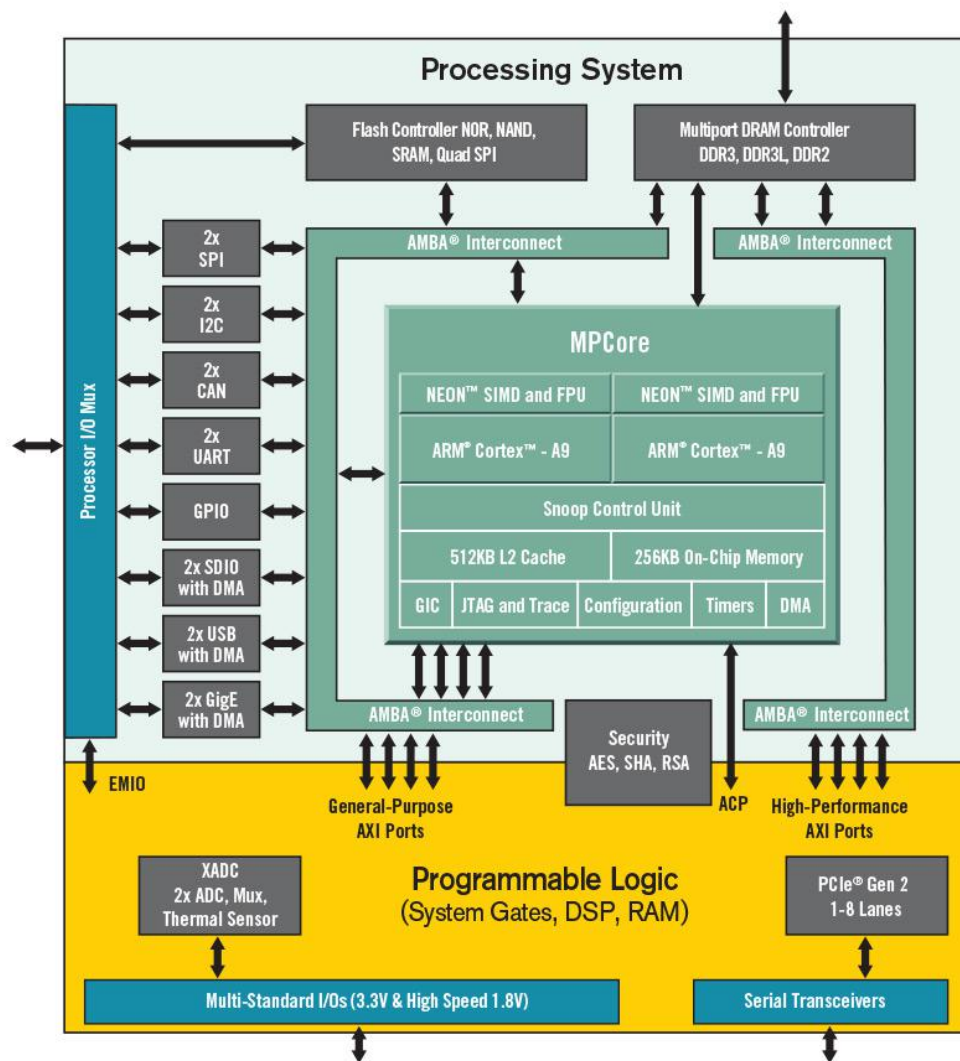 Processing System
Flash Controller NOR, NAND,
SRAM, Quad SPI
Multiport DRAM Controller
DDR3, DDR3L, DDR2
Processor I/O Mux
2x
SPI
2x
I2C
2x
CAN
2x
UART
GPIO
2x SDIO
with DMA
2x USB
with DMA
2x GigE
with DMA
AMBA® Interconnect
AMBA® Interconnect
MPCore
NEON™ SIMD and FPU
NEON™ SIMD and FPU
ARM® Cortex™ - A9
ARM® Cortex™ - A9
Snoop Control Unit
512KB L2 Cache
256KB On-Chip Memory
GIC
JTAG and Trace
Configuration
Timers
DMA
AMBA® Interconnect
AMBA® Interconnect
Security
AES, SHA, RSA
EMIO
General-Purpose
AXI Ports
ACP
High-Performance
AXI Ports
XADC
2x ADC, Mux,
Thermal Sensor
Programmable Logic
(System Gates, DSP, RAM)
PCIe® Gen 2
1-8 Lanes
Multi-Standard I/Os (3.3V & High Speed 1.8V)
Serial Transceivers